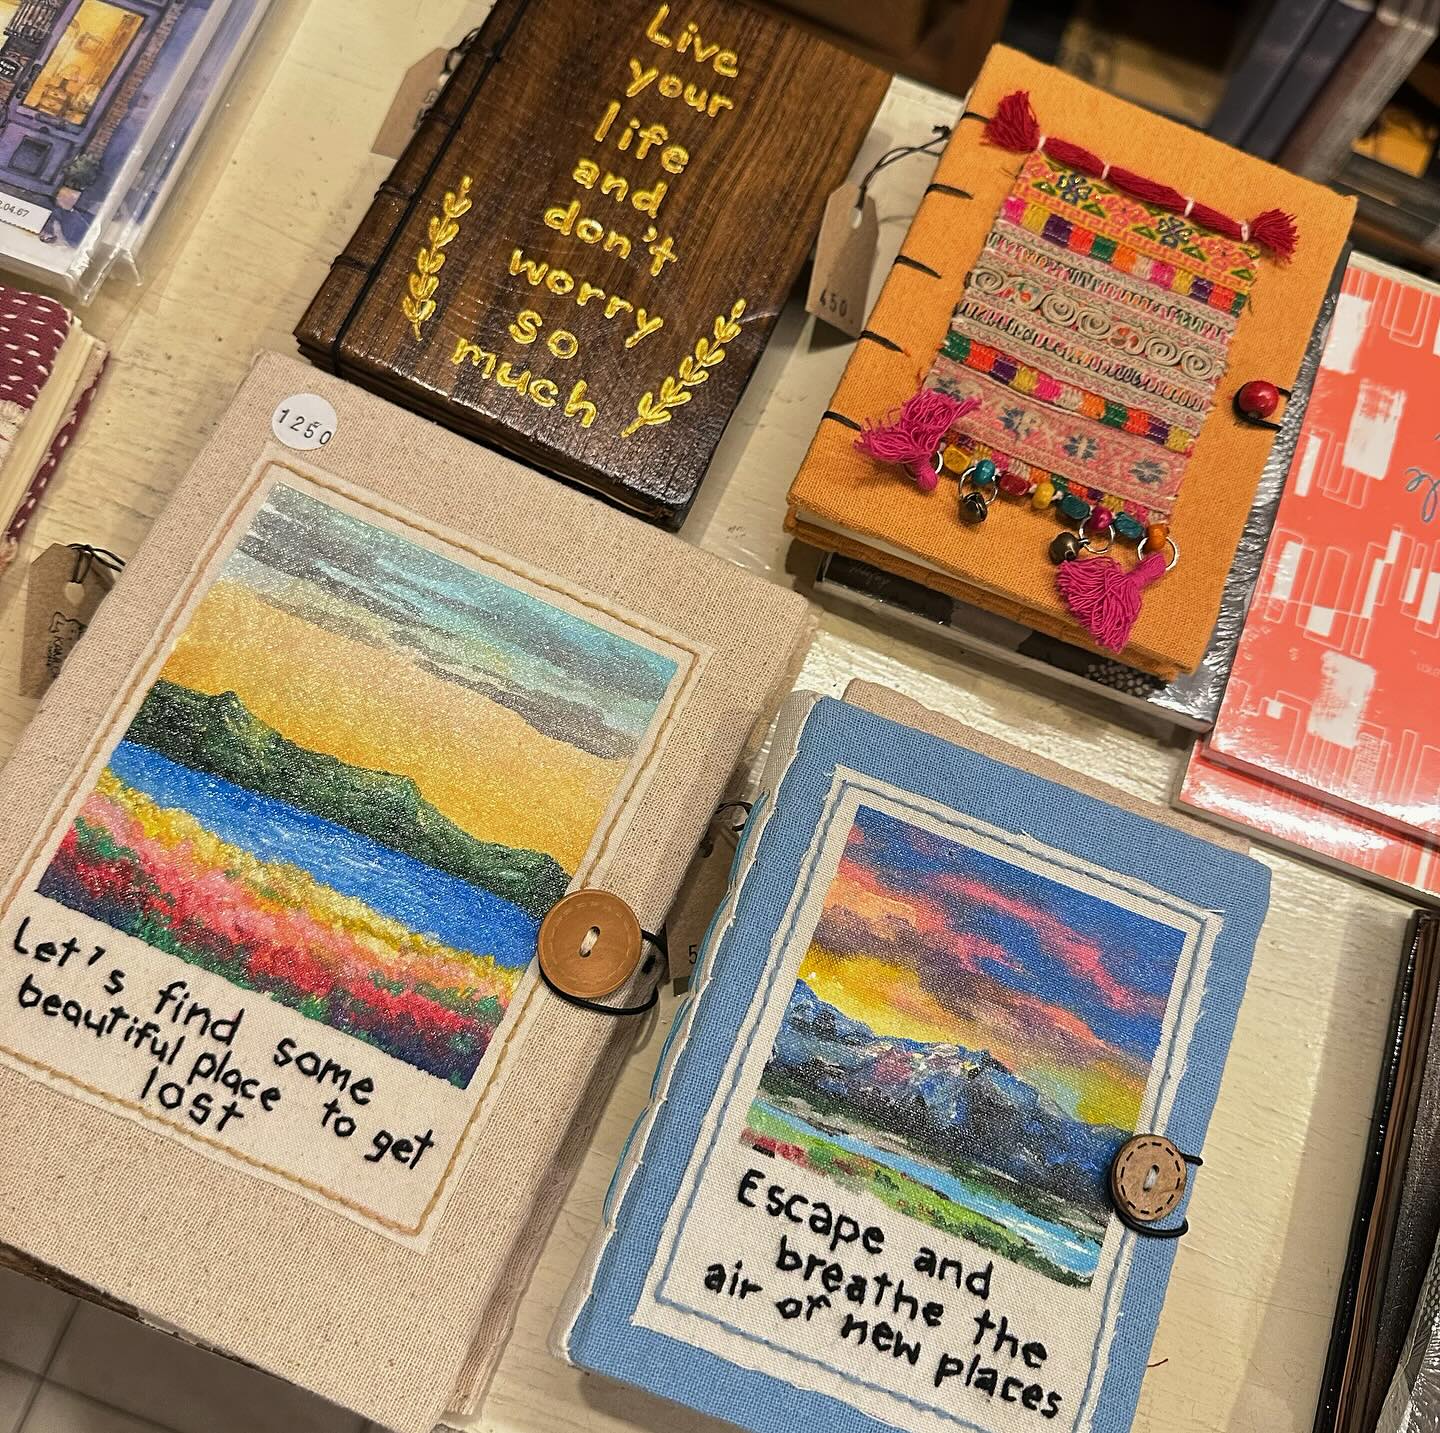 Live
your
life
and
don't
worry
so
much
450.
1250
Let's find some
beautiful place to get
lost
Escape and
breathe the
air of new places